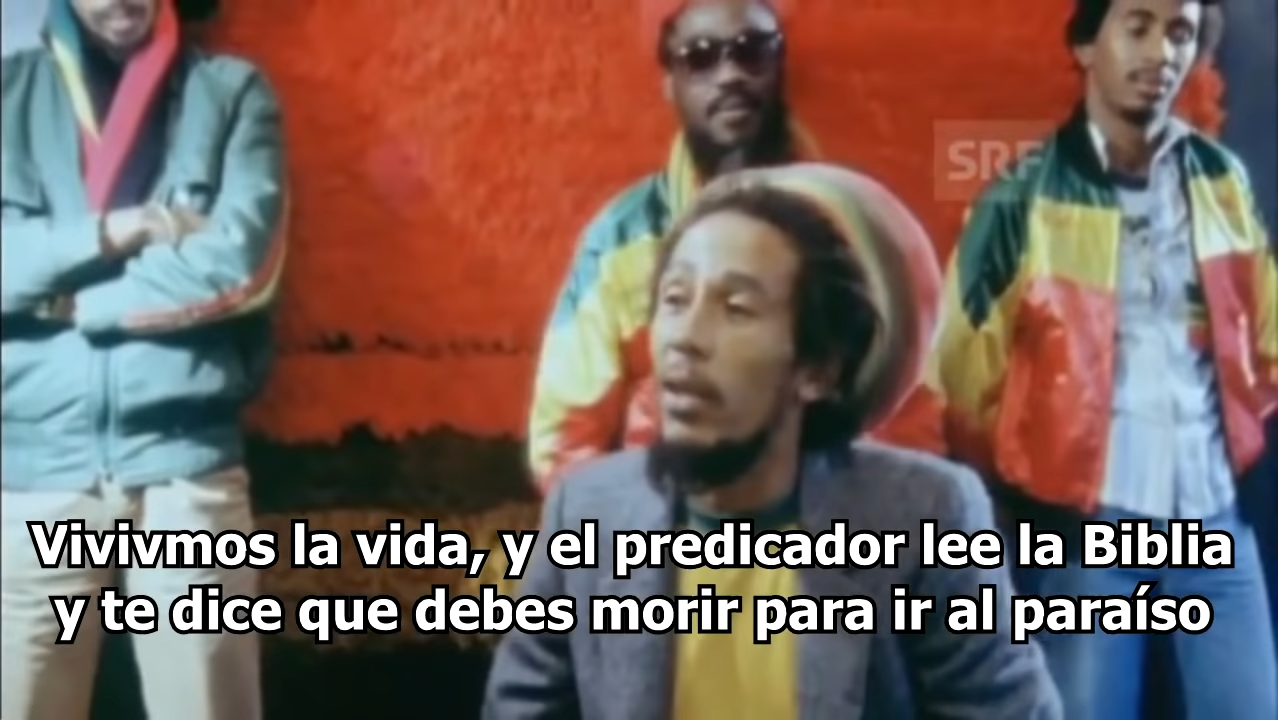 SRF
Vivivmos la vida, y el predicador lee la Biblia
y te dice que debes morir para ir al paraíso